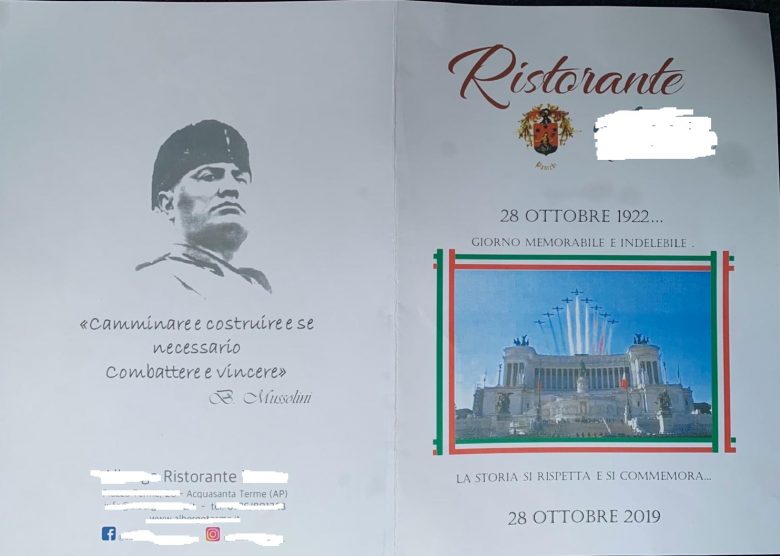 «Camminare e costruire e se
necessario
Combattere e vincere»
B. Mussolini
Ristorante
- Acquasanta Terme (AP)
Ristorante
28 OTTOBRE 1922...
GIORNO MEMORABILE E INDELEBILE .
LA STORIA SI RISPETTA E SI COMMEMORA...
28 OTTOBRE 2019